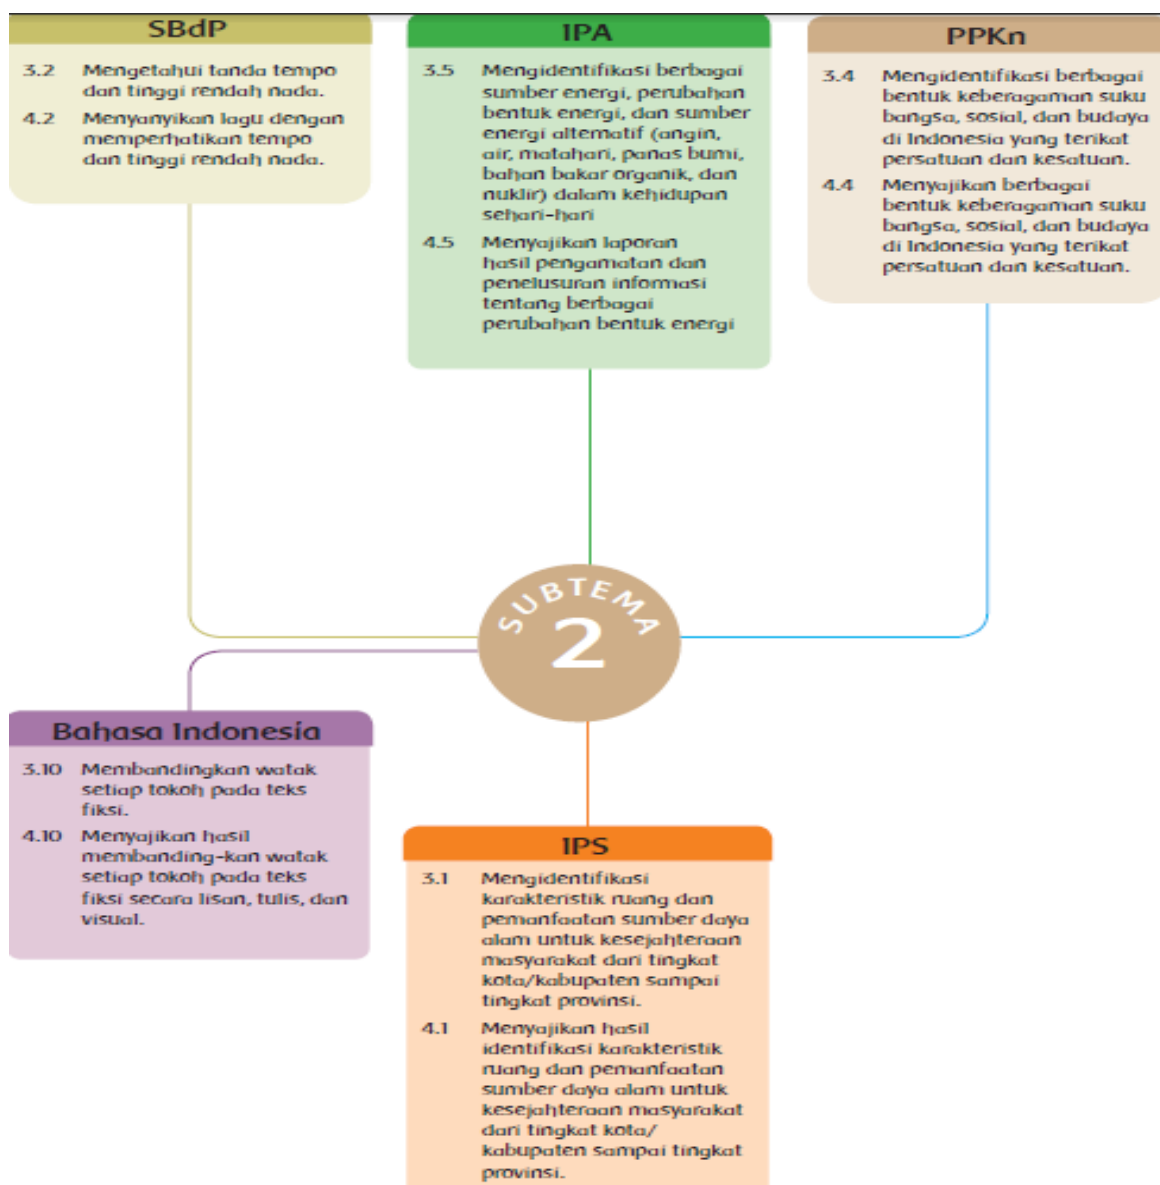 SBdP
3.2 Mengetahui tanda tempo
dan tinggi rendah nada.
4.2 Menyanyikan lagu dengan
memperhatikan tempo
dan tinggi rendah nada.
IPA
3.5 Mengidentifikasi berbagai
sumber energi, perubahan
bentuk energi, dan sumber
energi alternatif (angin,
air, matahari, panas bumi,
bahan bakar organik, dan
nuklir) dalam kehidupan
sehari-hari
4.5 Menyajikan laporan
hasil pengamatan dan
penelusuran informasi
tentang berbagai
perubahan bentuk energi
PPKn
3.4 Mengidentifikasi berbagai
bentuk keberagaman suku
bangsa, sosial, dan budaya
di Indonesia yang terikat
persatuan dan kesatuan.
4.4 Menyajikan berbagai
bentuk keberagaman suku
bangsa, sosial, dan budaya
di Indonesia yang terikat
persatuan dan kesatuan.
SUBTEMA
2
Bahasa Indonesia
3.10 Membandingkan watak
setiap tokoh pada teks
fiksi.
4.10 Menyajikan hasil
membanding-kan watak
setiap tokoh pada teks
fiksi secara lisan, tulis, dan
visual.
IPS
3.1 Mengidentifikasi
karakteristik ruang dan
pemanfaatan sumber daya
alam untuk kesejahteraan
masyarakat dari tingkat
kota/kabupaten sampai
tingkat provinsi.
4.1 Menyajikan hasil
identifikasi karakteristik
ruang dan pemanfaatan
sumber daya alam untuk
kesejahteraan masyarakat
dari tingkat kota/
kabupaten sampai tingkat
provinsi.